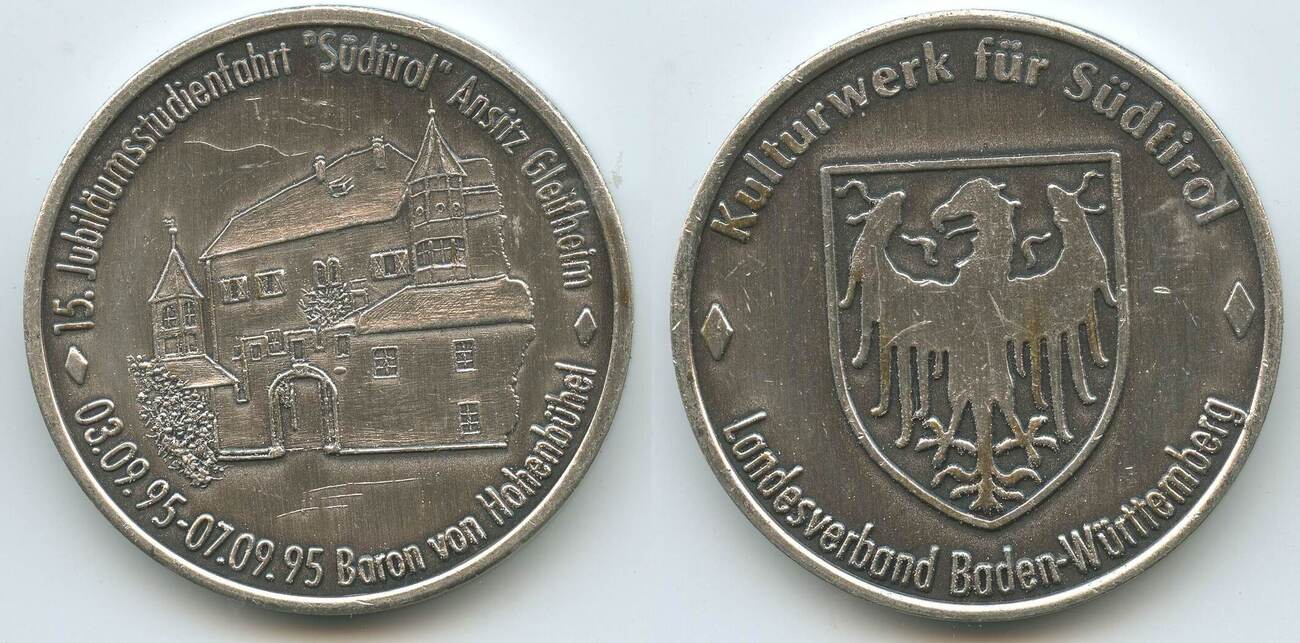 15. Jubiläumsstudienfahrt "Südtirol" Ansitz Gleifheim
03.09.95-07.09.95 Baron von Hohenbühel
Kulturwerk für Südtirol
Landesverband Baden-Württemberg